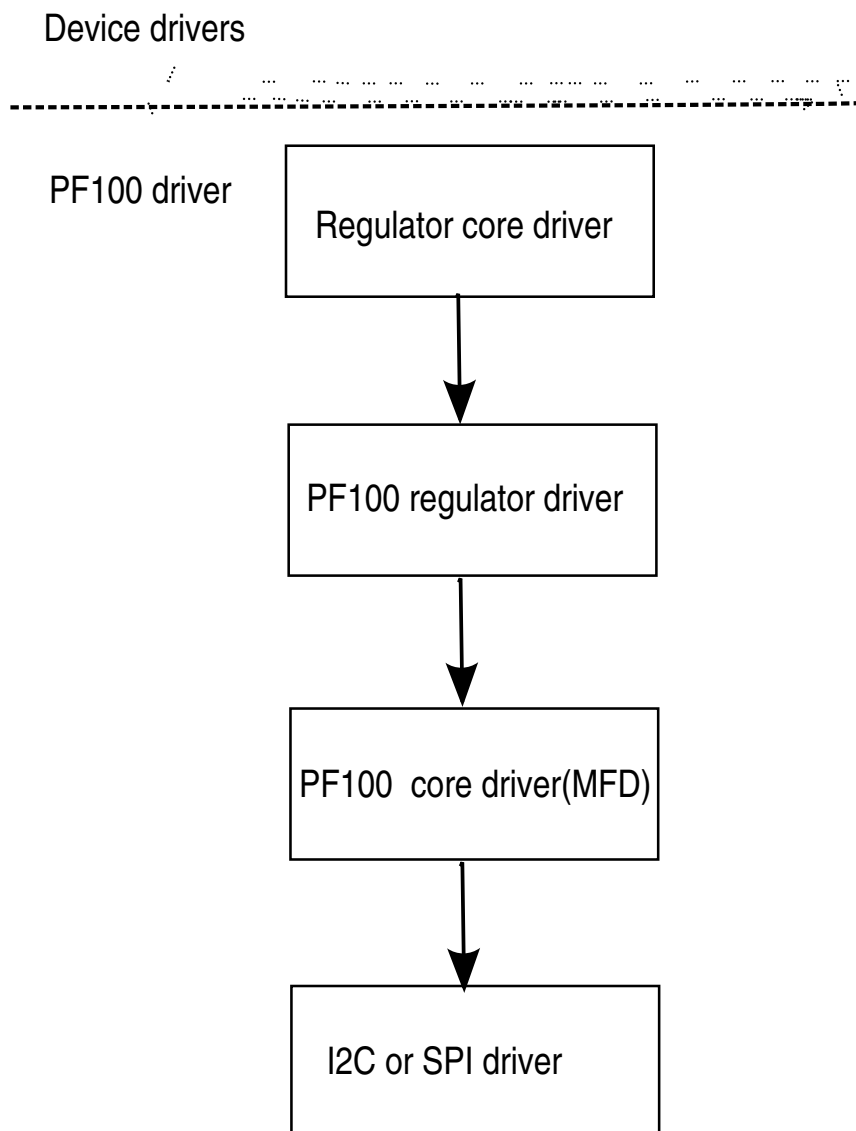 Device drivers
PF100 driver
Regulator core driver
PF100 regulator driver
PF100  core driver(MFD)
I2C or SPI driver